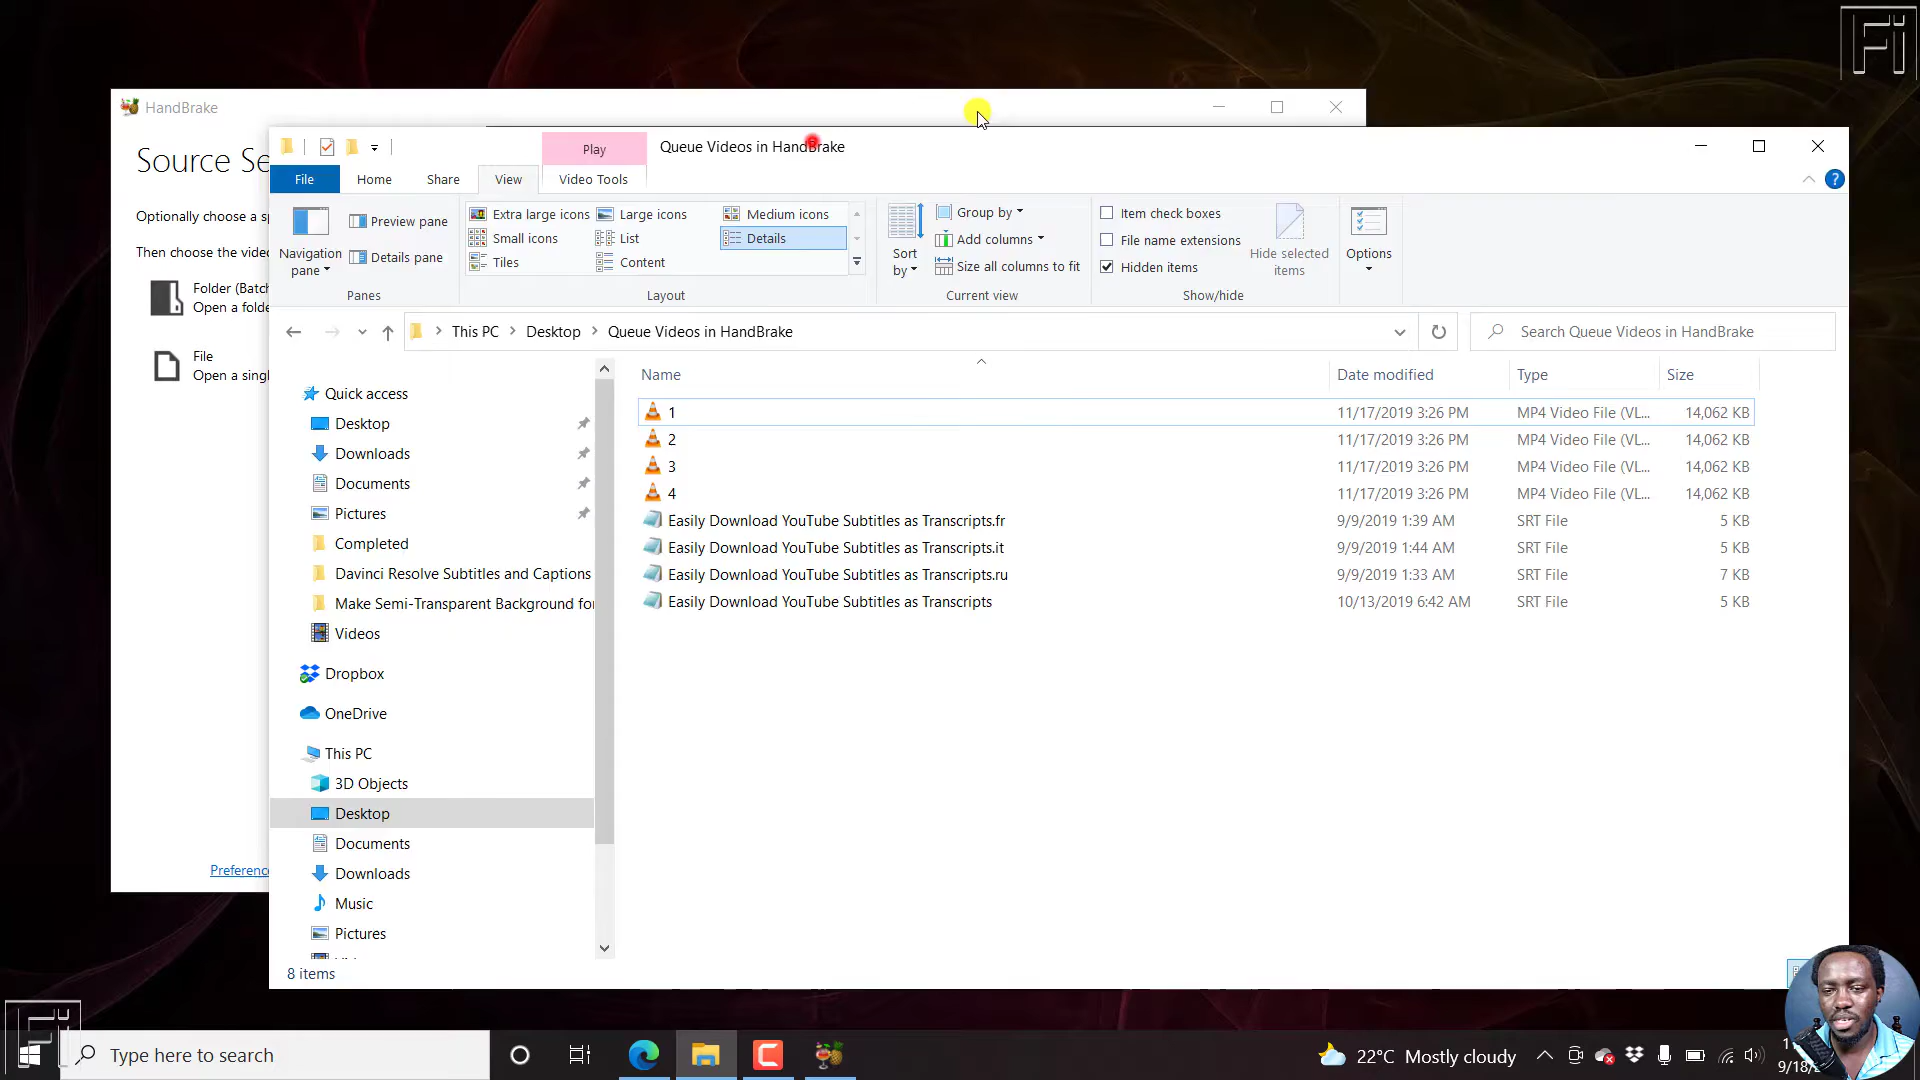 Fi
HandBrake
Source Se
Optionally choose a sp
Then choose the video
Folder (Batch
Open a folde
File
Open a singl
Preference
Play
Queue Videos in HandBrake
File
Home
Share
View
Video Tools
Navigation pane
Preview pane
Details pane
Panes
Extra large icons
Large icons
Medium icons
Small icons
List
Details
Tiles
Content
Layout
Sort by
Group by
Add columns
Size all columns to fit
Current view
Item check boxes
File name extensions
Hidden items
Hide selected items
Show/hide
Options
This PC > Desktop > Queue Videos in HandBrake
Search Queue Videos in HandBrake
Quick access
Desktop
Downloads
Documents
Pictures
Completed
Davinci Resolve Subtitles and Captions
Make Semi-Transparent Background for
Videos
Dropbox
OneDrive
This PC
3D Objects
Desktop
Documents
Downloads
Music
Pictures
Name Date modified Type Size
1 11/17/2019 3:26 PM MP4 Video File (VL... 14,062 KB
2 11/17/2019 3:26 PM MP4 Video File (VL... 14,062 KB
3 11/17/2019 3:26 PM MP4 Video File (VL... 14,062 KB
4 11/17/2019 3:26 PM MP4 Video File (VL... 14,062 KB
Easily Download YouTube Subtitles as Transcripts.fr 9/9/2019 1:39 AM SRT File 5 KB
Easily Download YouTube Subtitles as Transcripts.it 9/9/2019 1:44 AM SRT File 5 KB
Easily Download YouTube Subtitles as Transcripts.ru 9/9/2019 1:33 AM SRT File 7 KB
Easily Download YouTube Subtitles as Transcripts 10/13/2019 6:42 AM SRT File 5 KB
8 items
Fi
Type here to search
22°C Mostly cloudy
9/18/